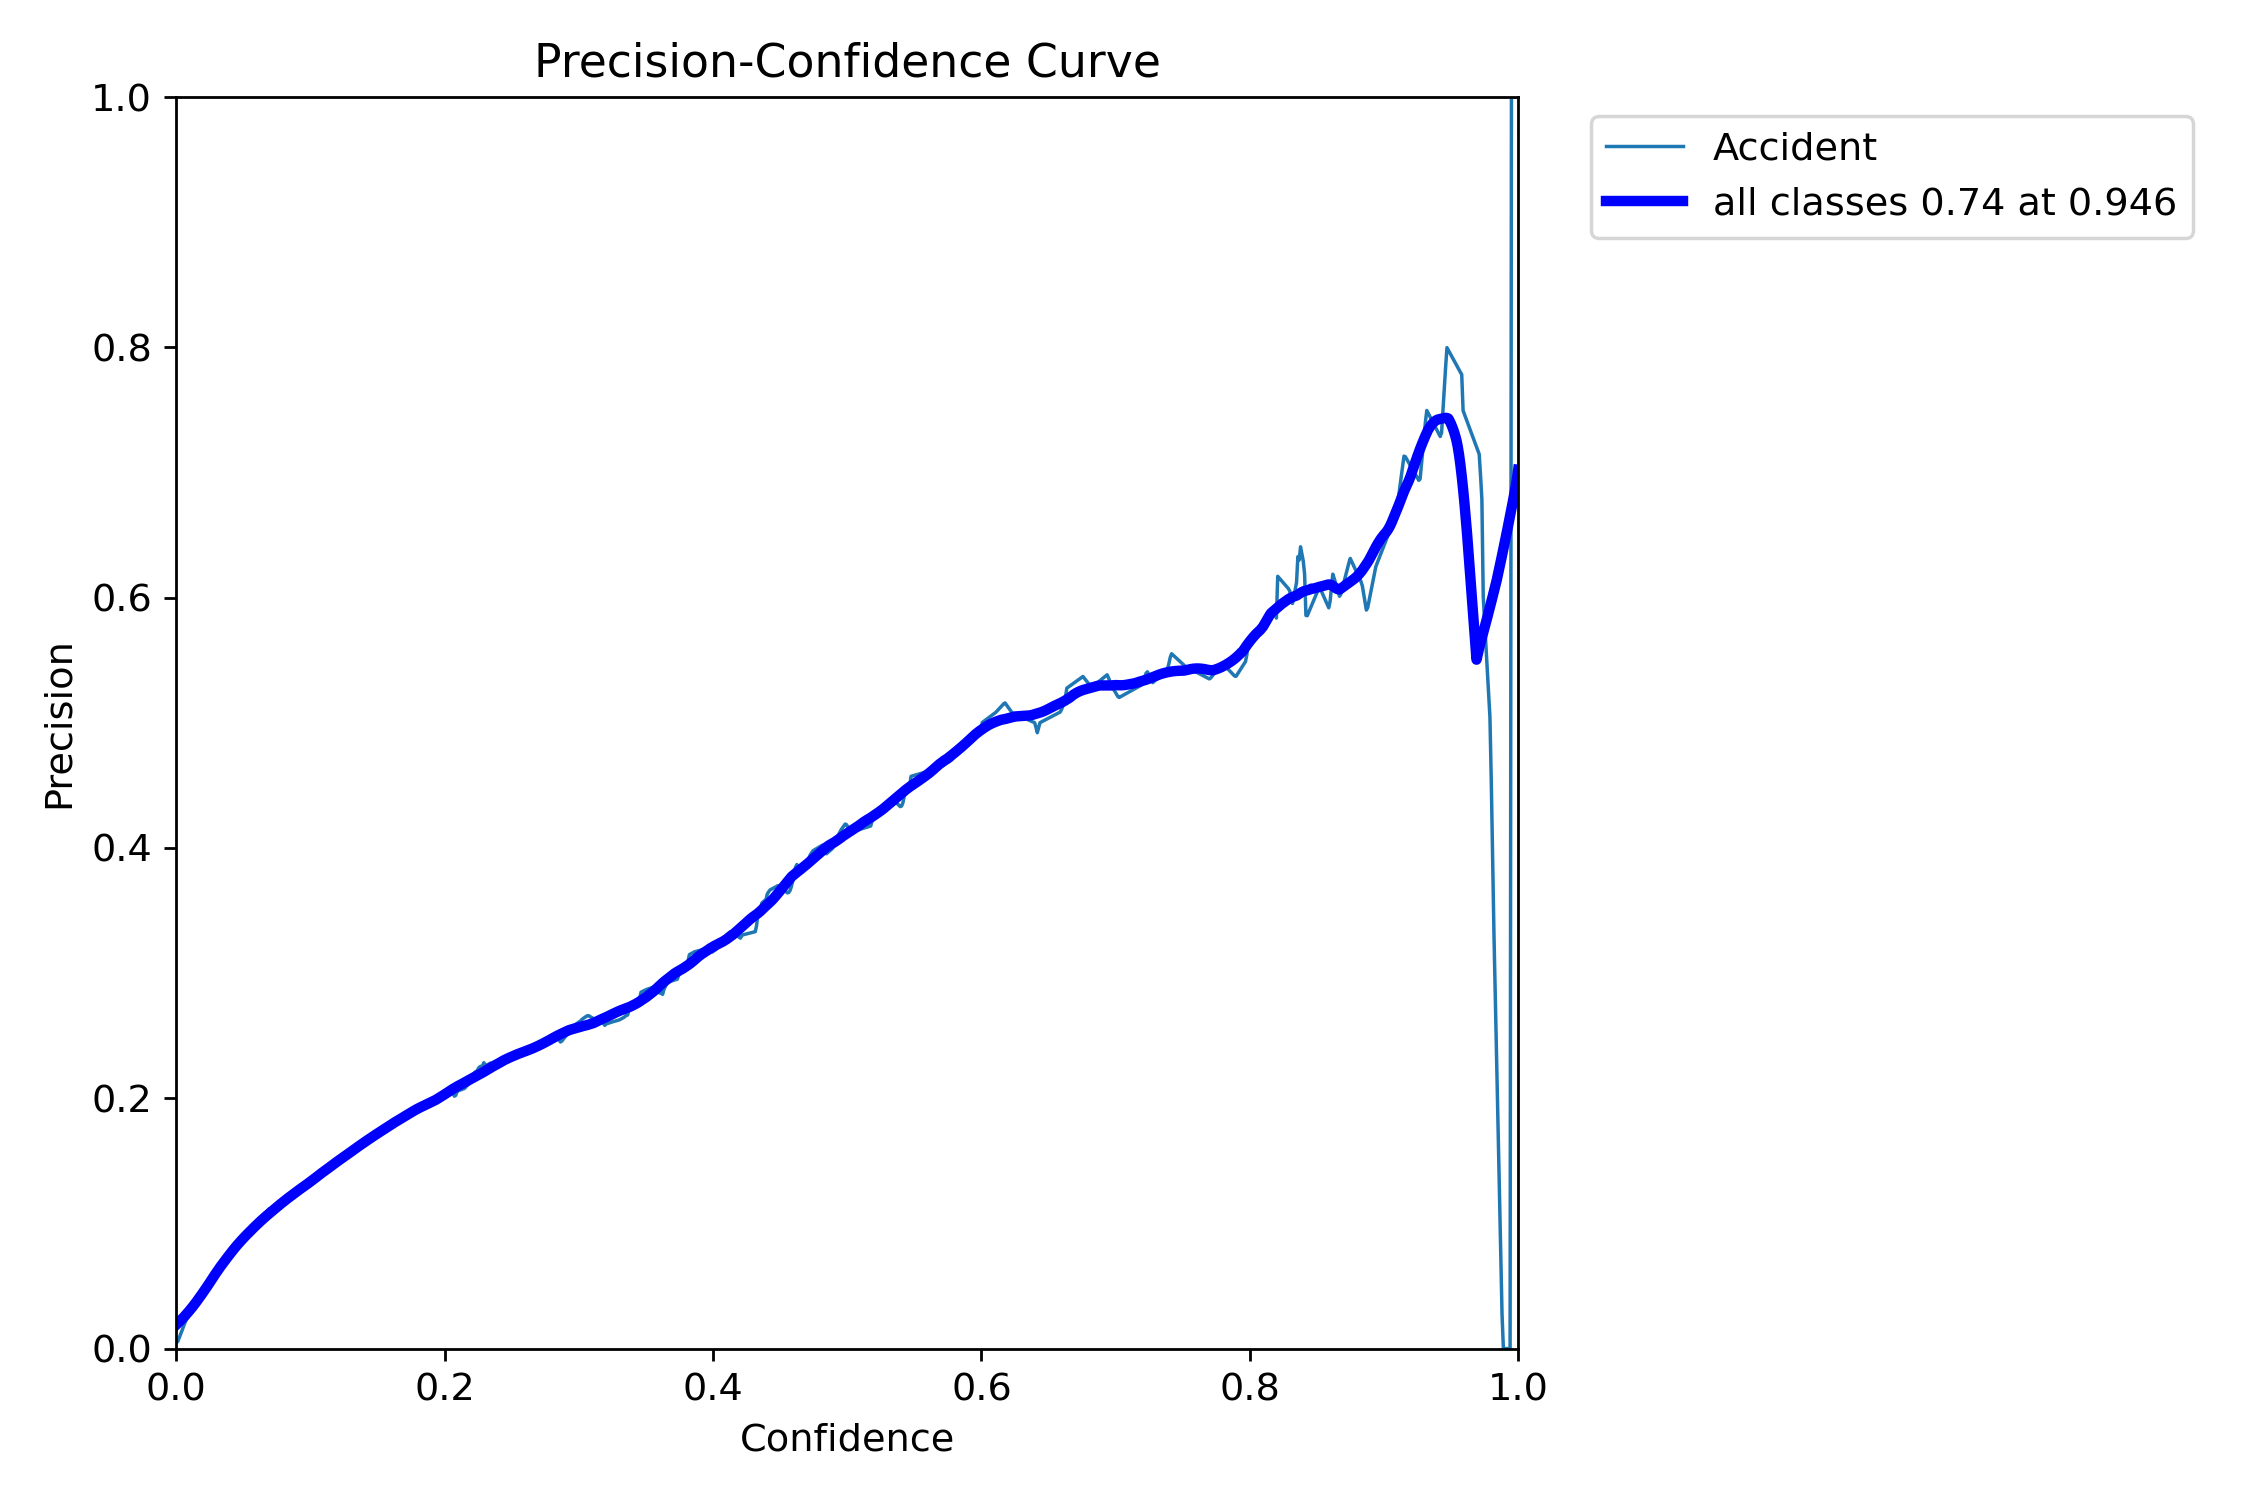 Precision-Confidence Curve
1.0
0.8
0.6
0.4
0.2
0.0
Precision
0.0 0.2 0.4 0.6 0.8 1.0
Confidence
Accident
all classes 0.74 at 0.946